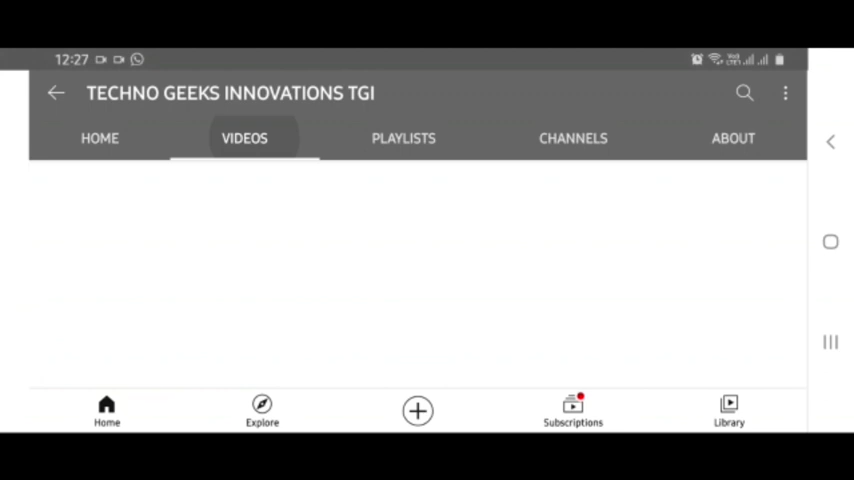 12:27
TECHNO GEEKS INNOVATIONS TGI
HOME VIDEOS PLAYLISTS CHANNELS ABOUT
Home Explore Subscriptions Library